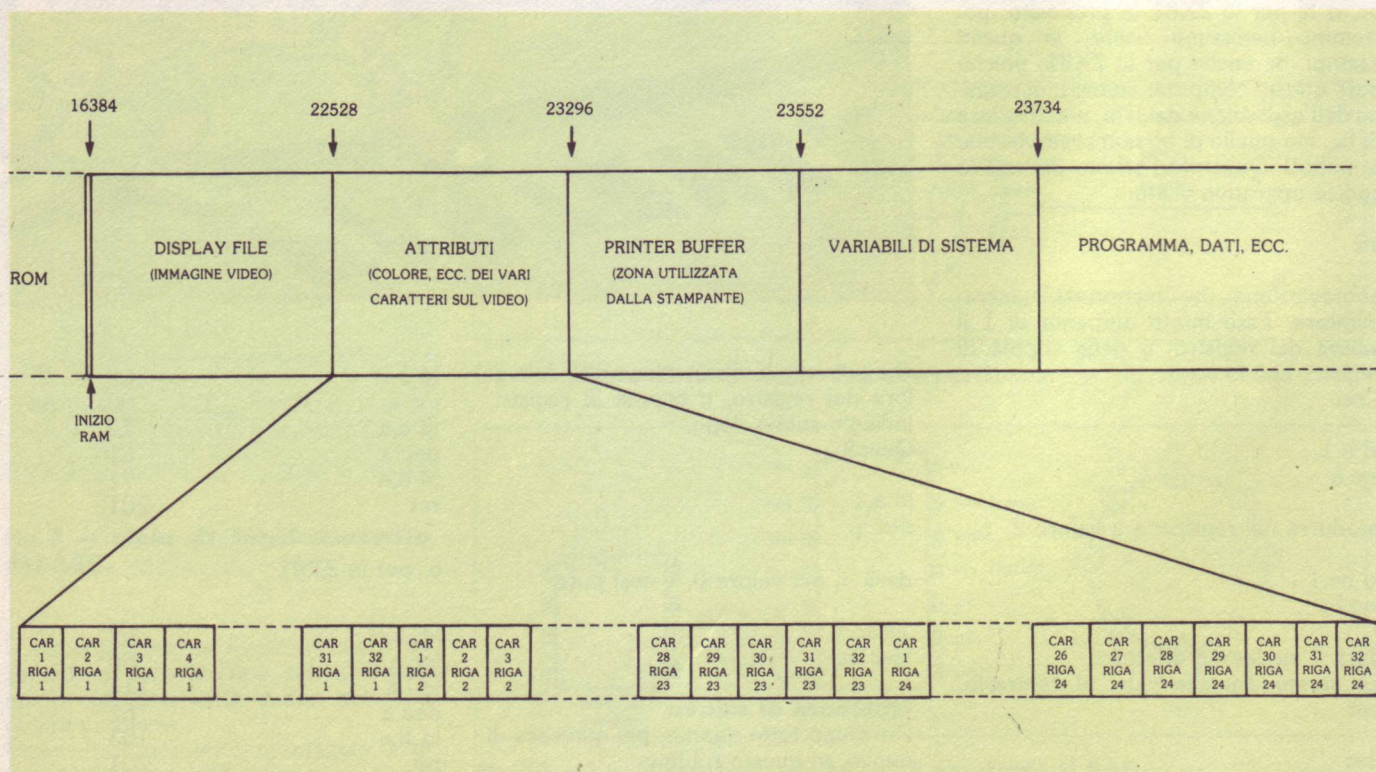 16384 22528 23296 23552 23734
ROM
DISPLAY FILE
(IMMAGINE VIDEO)
ATTRIBUTI
(COLORE, ECC. DEI VARI
CARATTERI SUL VIDEO)
PRINTER BUFFER
(ZONA UTILIZZATA
DALLA STAMPANTE)
VARIABILI DI SISTEMA
PROGRAMMA, DATI, ECC.
INIZIO
RAM
CAR CAR CAR CAR CAR CAR CAR CAR CAR CAR CAR CAR CAR CAR CAR CAR CAR CAR CAR CAR CAR CAR
1 2 3 4 31 32 1 2 3 28 29 30 31 32 1 26 27 28 29 30 31 32
RIGA RIGA RIGA RIGA RIGA RIGA RIGA RIGA RIGA RIGA RIGA RIGA RIGA RIGA RIGA RIGA RIGA RIGA RIGA RIGA RIGA RIGA
1 1 1 1 1 1 2 2 2 23 23 23 23 23 24 24 24 24 24 24 24 24